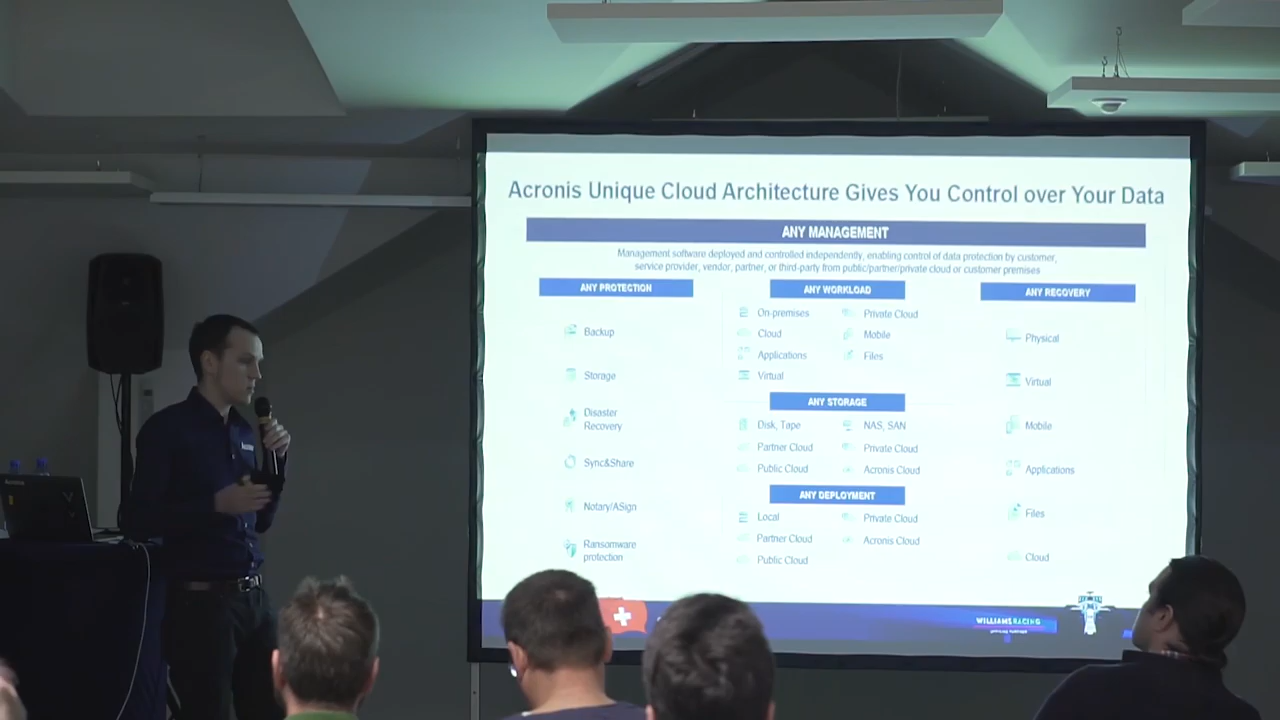 Acronis Unique Cloud Architecture Gives You Control over Your Data
ANY MANAGEMENT
Management software deployed and controlled independently, enabling control of data protection by customer,
service provider, vendor, partner, or third-party from public/partner/private cloud or customer premises
ANY PROTECTION
Backup
Storage
Disaster
Recovery
Sync&Share
Notary/ASign
Ransomware
protection
ANY WORKLOAD
On-premises
Private Cloud
Cloud
Mobile
Applications
Files
Virtual
ANY STORAGE
Disk, Tape
NAS, SAN
Partner Cloud
Private Cloud
Public Cloud
Acronis Cloud
ANY DEPLOYMENT
Local
Private Cloud
Partner Cloud
Acronis Cloud
Public Cloud
ANY RECOVERY
Physical
Virtual
Mobile
Applications
Files
Cloud
WILLIAMS RACING